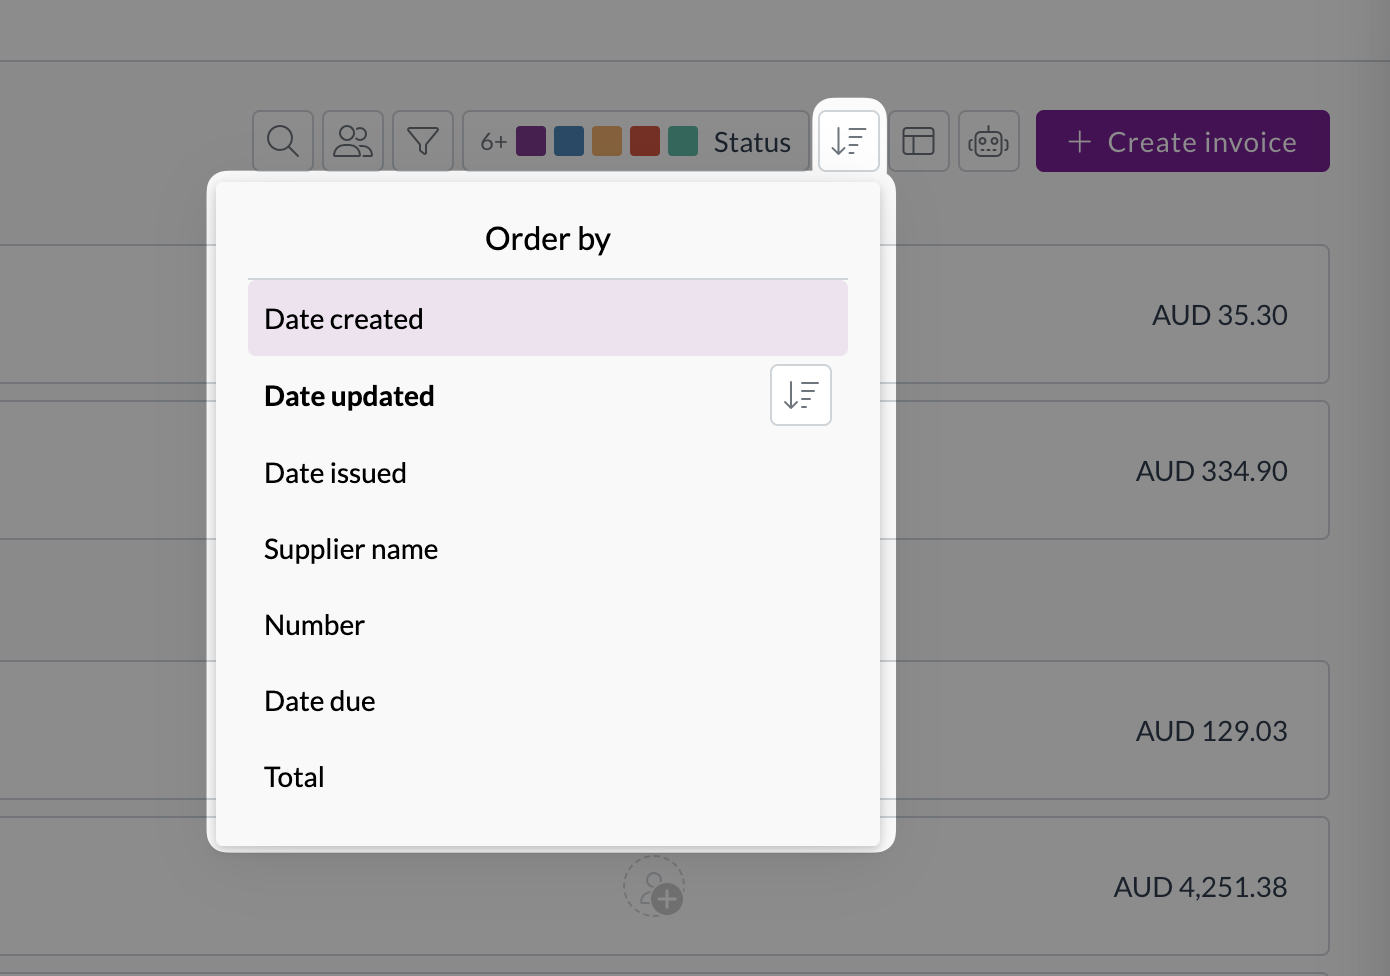 6+ Status
+ Create invoice
Order by
Date created
Date updated
Date issued
Supplier name
Number
Date due
Total
AUD 35.30
AUD 334.90
AUD 129.03
AUD 4,251.38